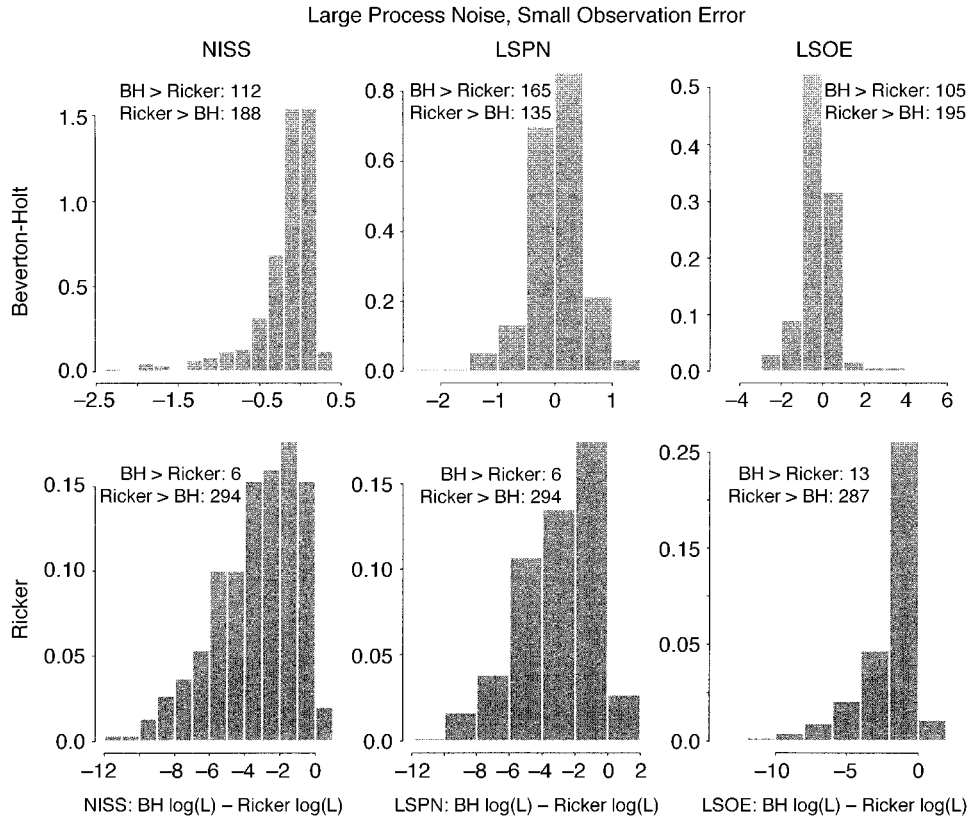 Large Process Noise, Small Observation Error
NISS
LSPN
LSOE
BH > Ricker: 112
Ricker > BH: 188
BH > Ricker: 165
Ricker > BH: 135
BH > Ricker: 105
Ricker > BH: 195
Beverton-Holt
1.5
1.0
0.5
0.0
−2.5 −1.5 −0.5 0.5
0.8
0.6
0.4
0.2
0.0
−2 −1 0 1
0.5
0.4
0.3
0.2
0.1
0.0
−4 −2 0 2 4 6
BH > Ricker: 6
Ricker > BH: 294
BH > Ricker: 6
Ricker > BH: 294
BH > Ricker: 13
Ricker > BH: 287
Ricker
0.15
0.10
0.05
0.0
−12 −8 −6 −4 −2 0
0.15
0.10
0.05
0.0
−12 −8 −6 −4 −2 0 2
0.25
0.15
0.05
0.0
−10 −5 0
NISS: BH log(L) − Ricker log(L)
LSPN: BH log(L) − Ricker log(L)
LSOE: BH log(L) − Ricker log(L)